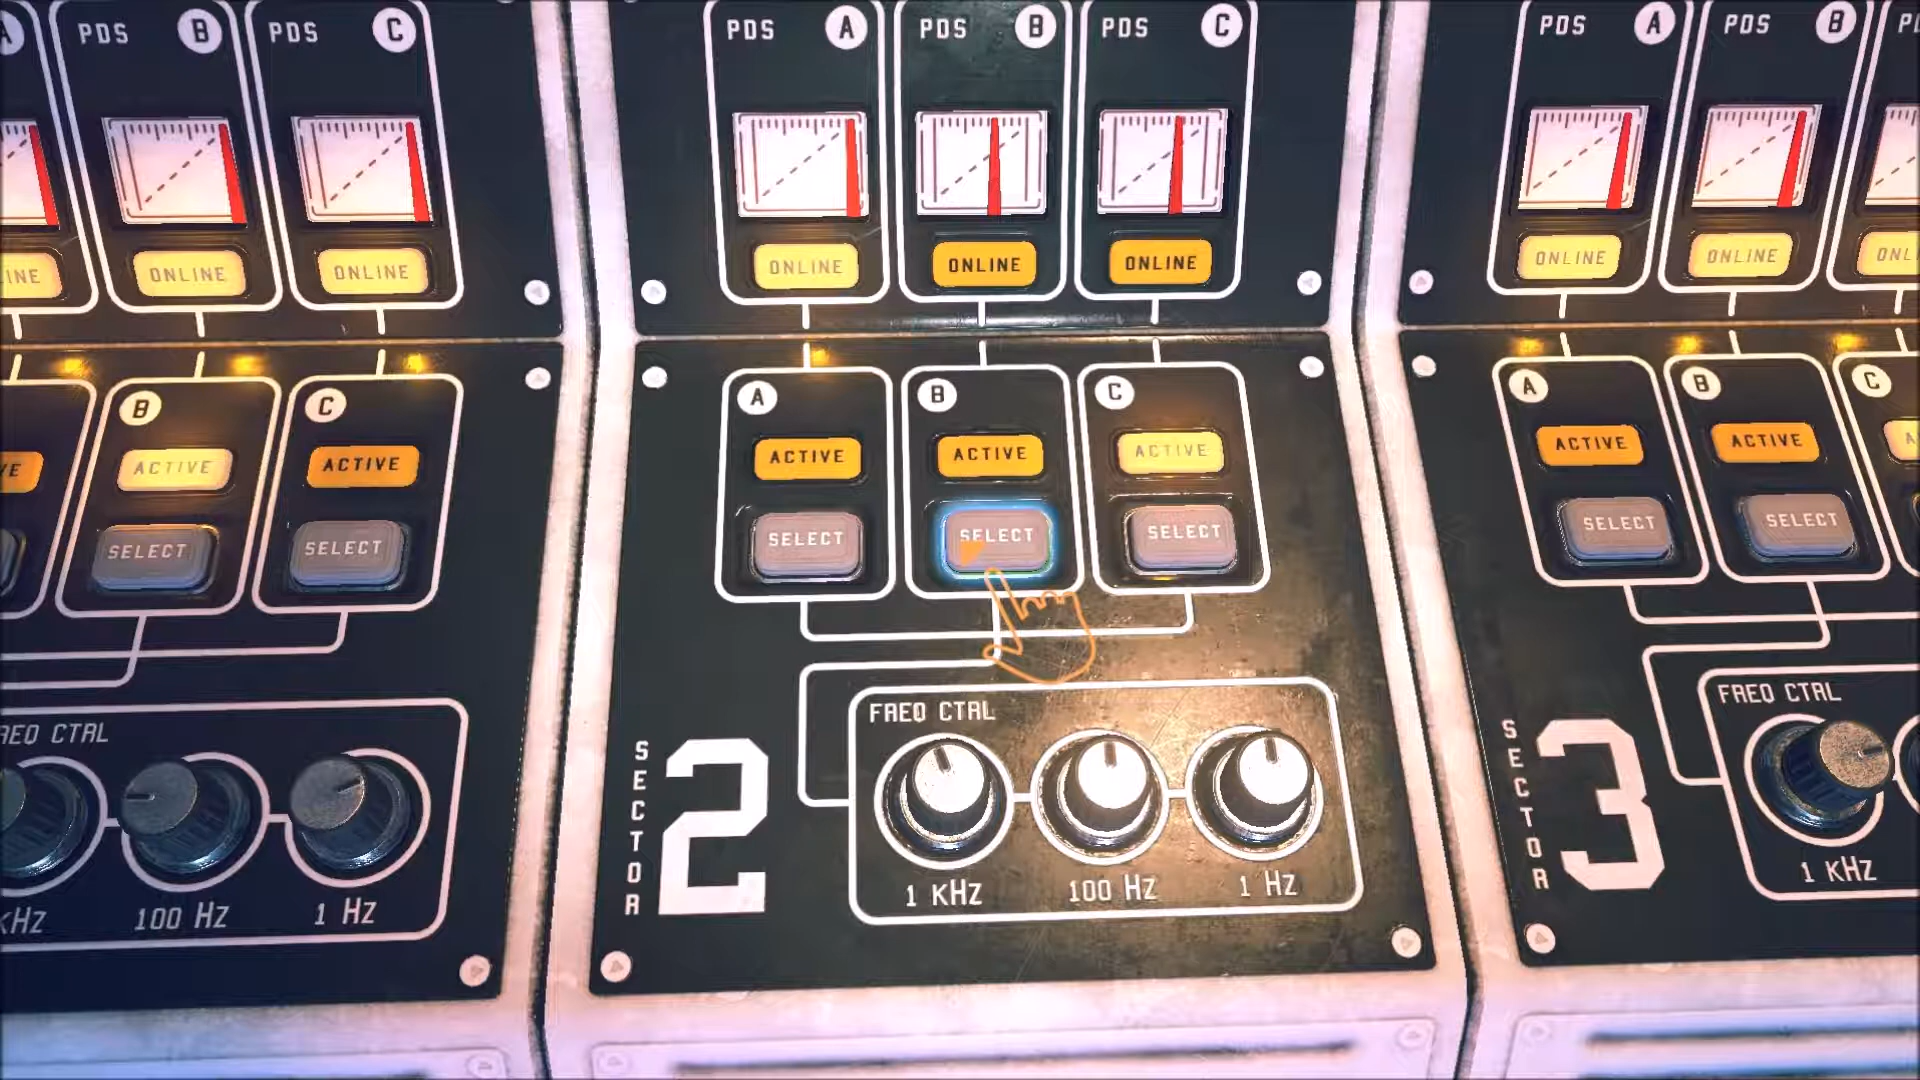 A PDS B PDS C
PDS A PDS B PDS C
PDS A PDS B
ONLINE ONLINE
ONLINE ONLINE ONLINE
ONLINE ONLINE
B C
A B C
A B C
ACTIVE ACTIVE
ACTIVE ACTIVE ACTIVE
ACTIVE ACTIVE
SELECT SELECT
SELECT SELECT SELECT
SELECT SELECT
FREQ CTRL
100 Hz 1 Hz
SECTOR 2
FREQ CTRL
1 KHz 100 Hz 1 Hz
SECTOR 3
FREQ CTRL
1 KHz